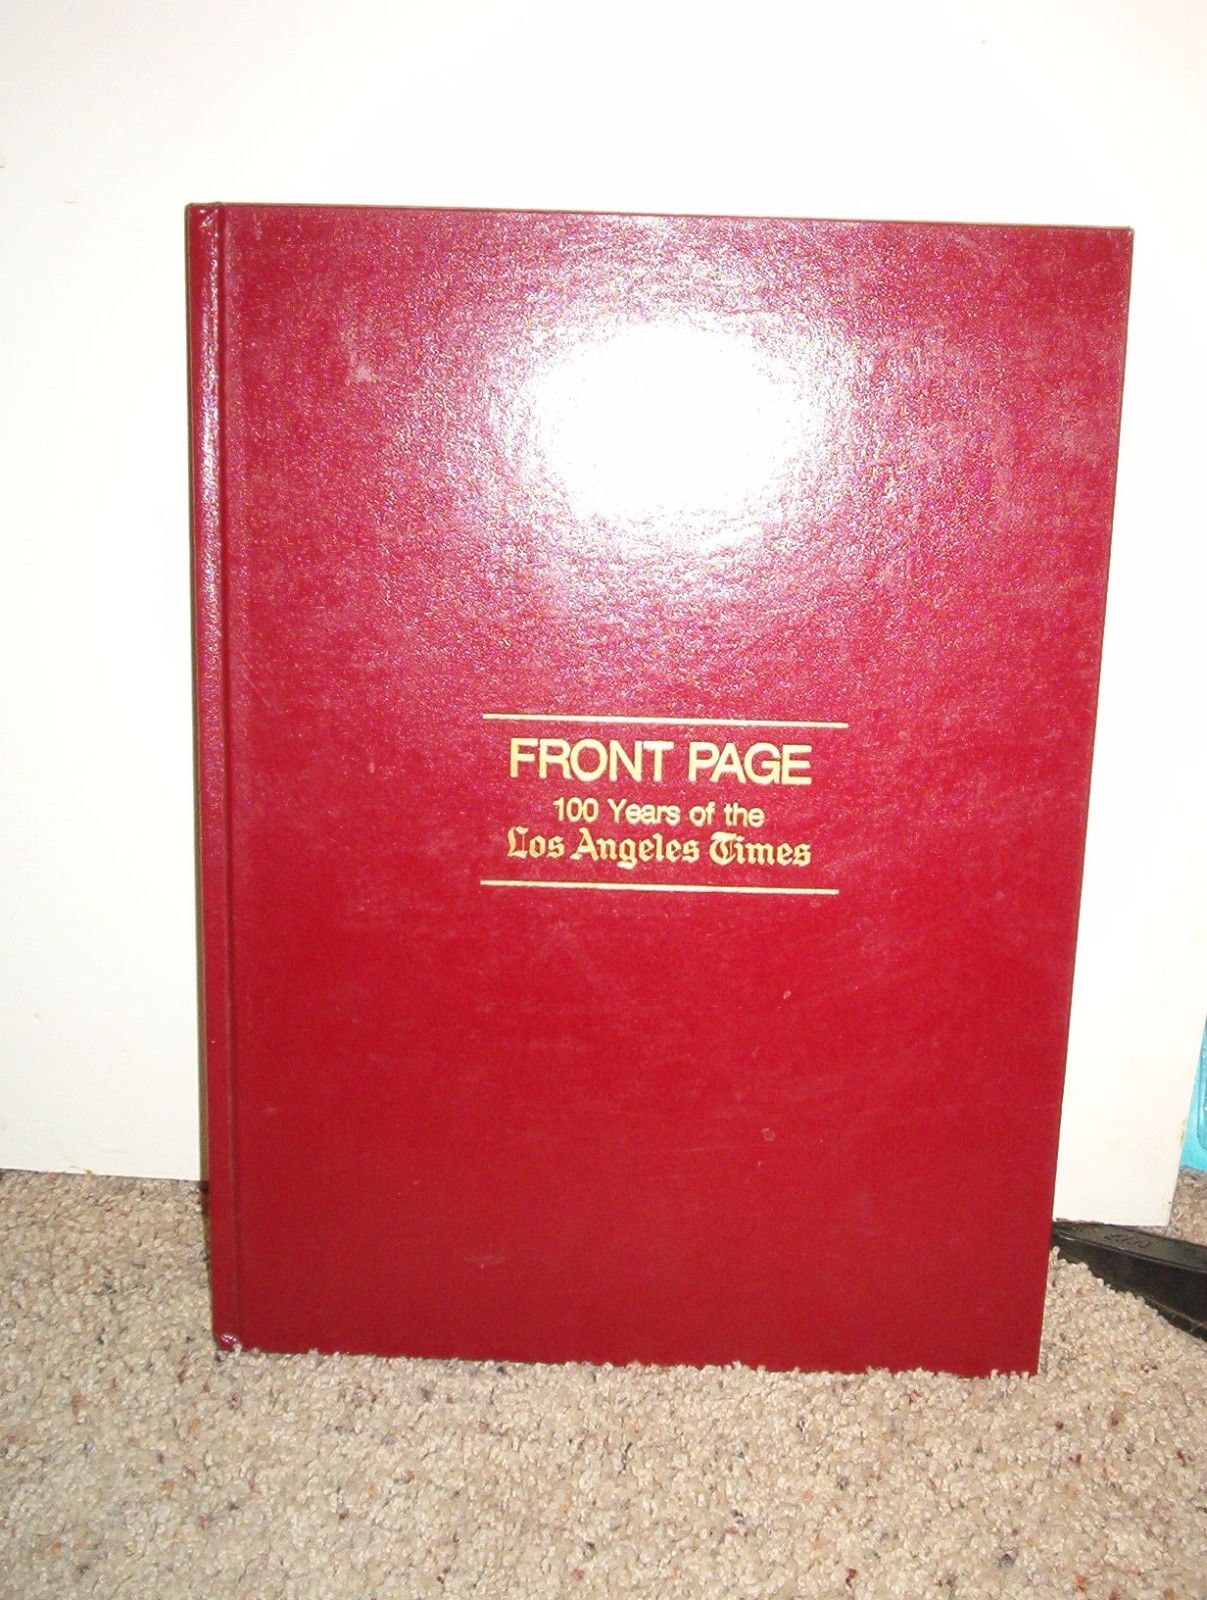 FRONT PAGE
100 Years of the
Los Angeles Times